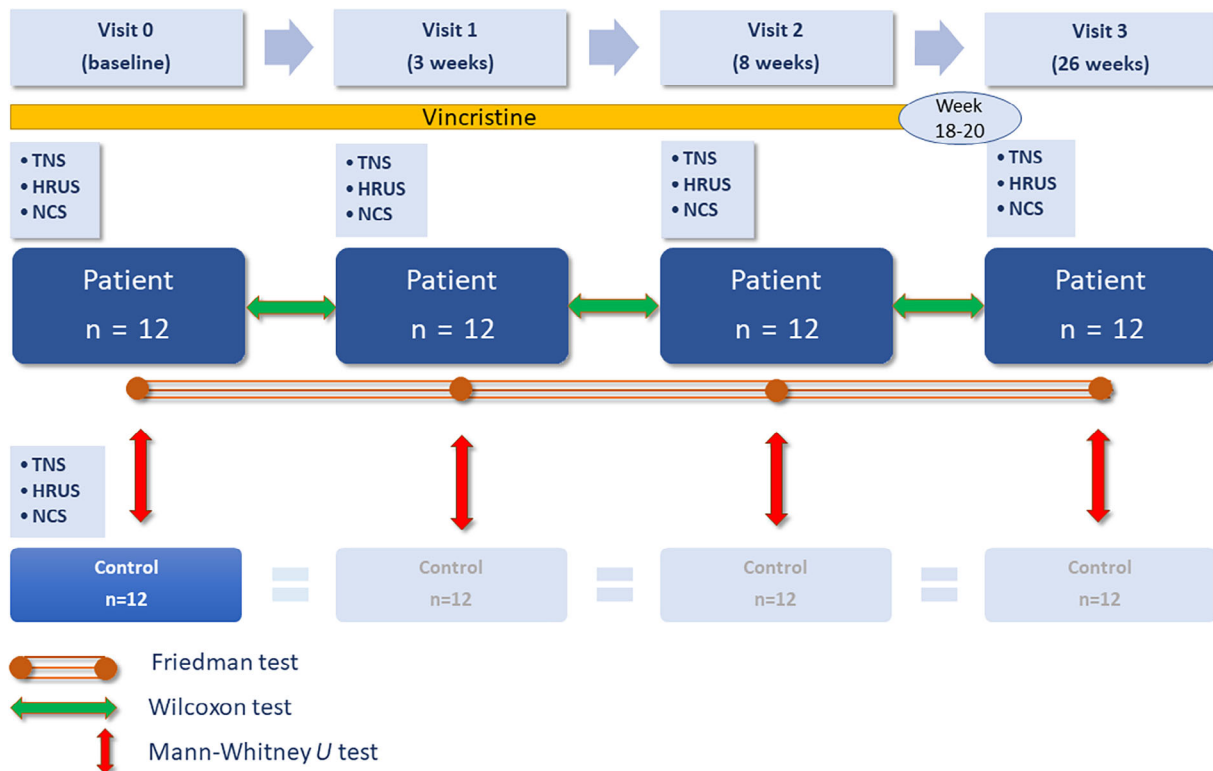 Visit 0
(baseline)
Visit 1
(3 weeks)
Visit 2
(8 weeks)
Visit 3
(26 weeks)
Vincristine
Week
18-20
• TNS
• HRUS
• NCS
• TNS
• HRUS
• NCS
• TNS
• HRUS
• NCS
• TNS
• HRUS
• NCS
Patient
n = 12
Patient
n = 12
Patient
n = 12
Patient
n = 12
• TNS
• HRUS
• NCS
Control
n=12
=
Control
n=12
=
Control
n=12
=
Control
n=12
Friedman test
Wilcoxon test
Mann-Whitney U test